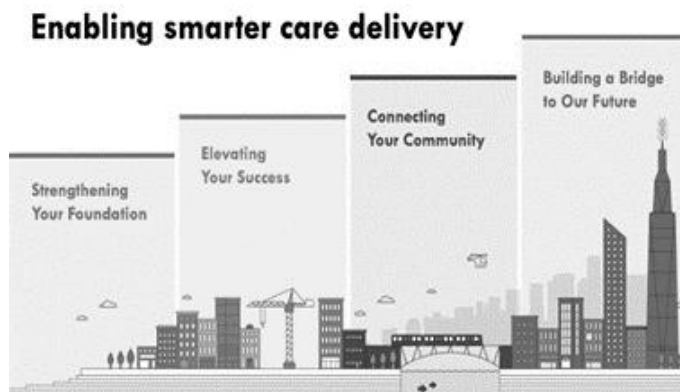 Enabling smarter care delivery
Strengthening
Your Foundation
Elevating
Your Success
Connecting
Your Community
Building a Bridge
to Our Future